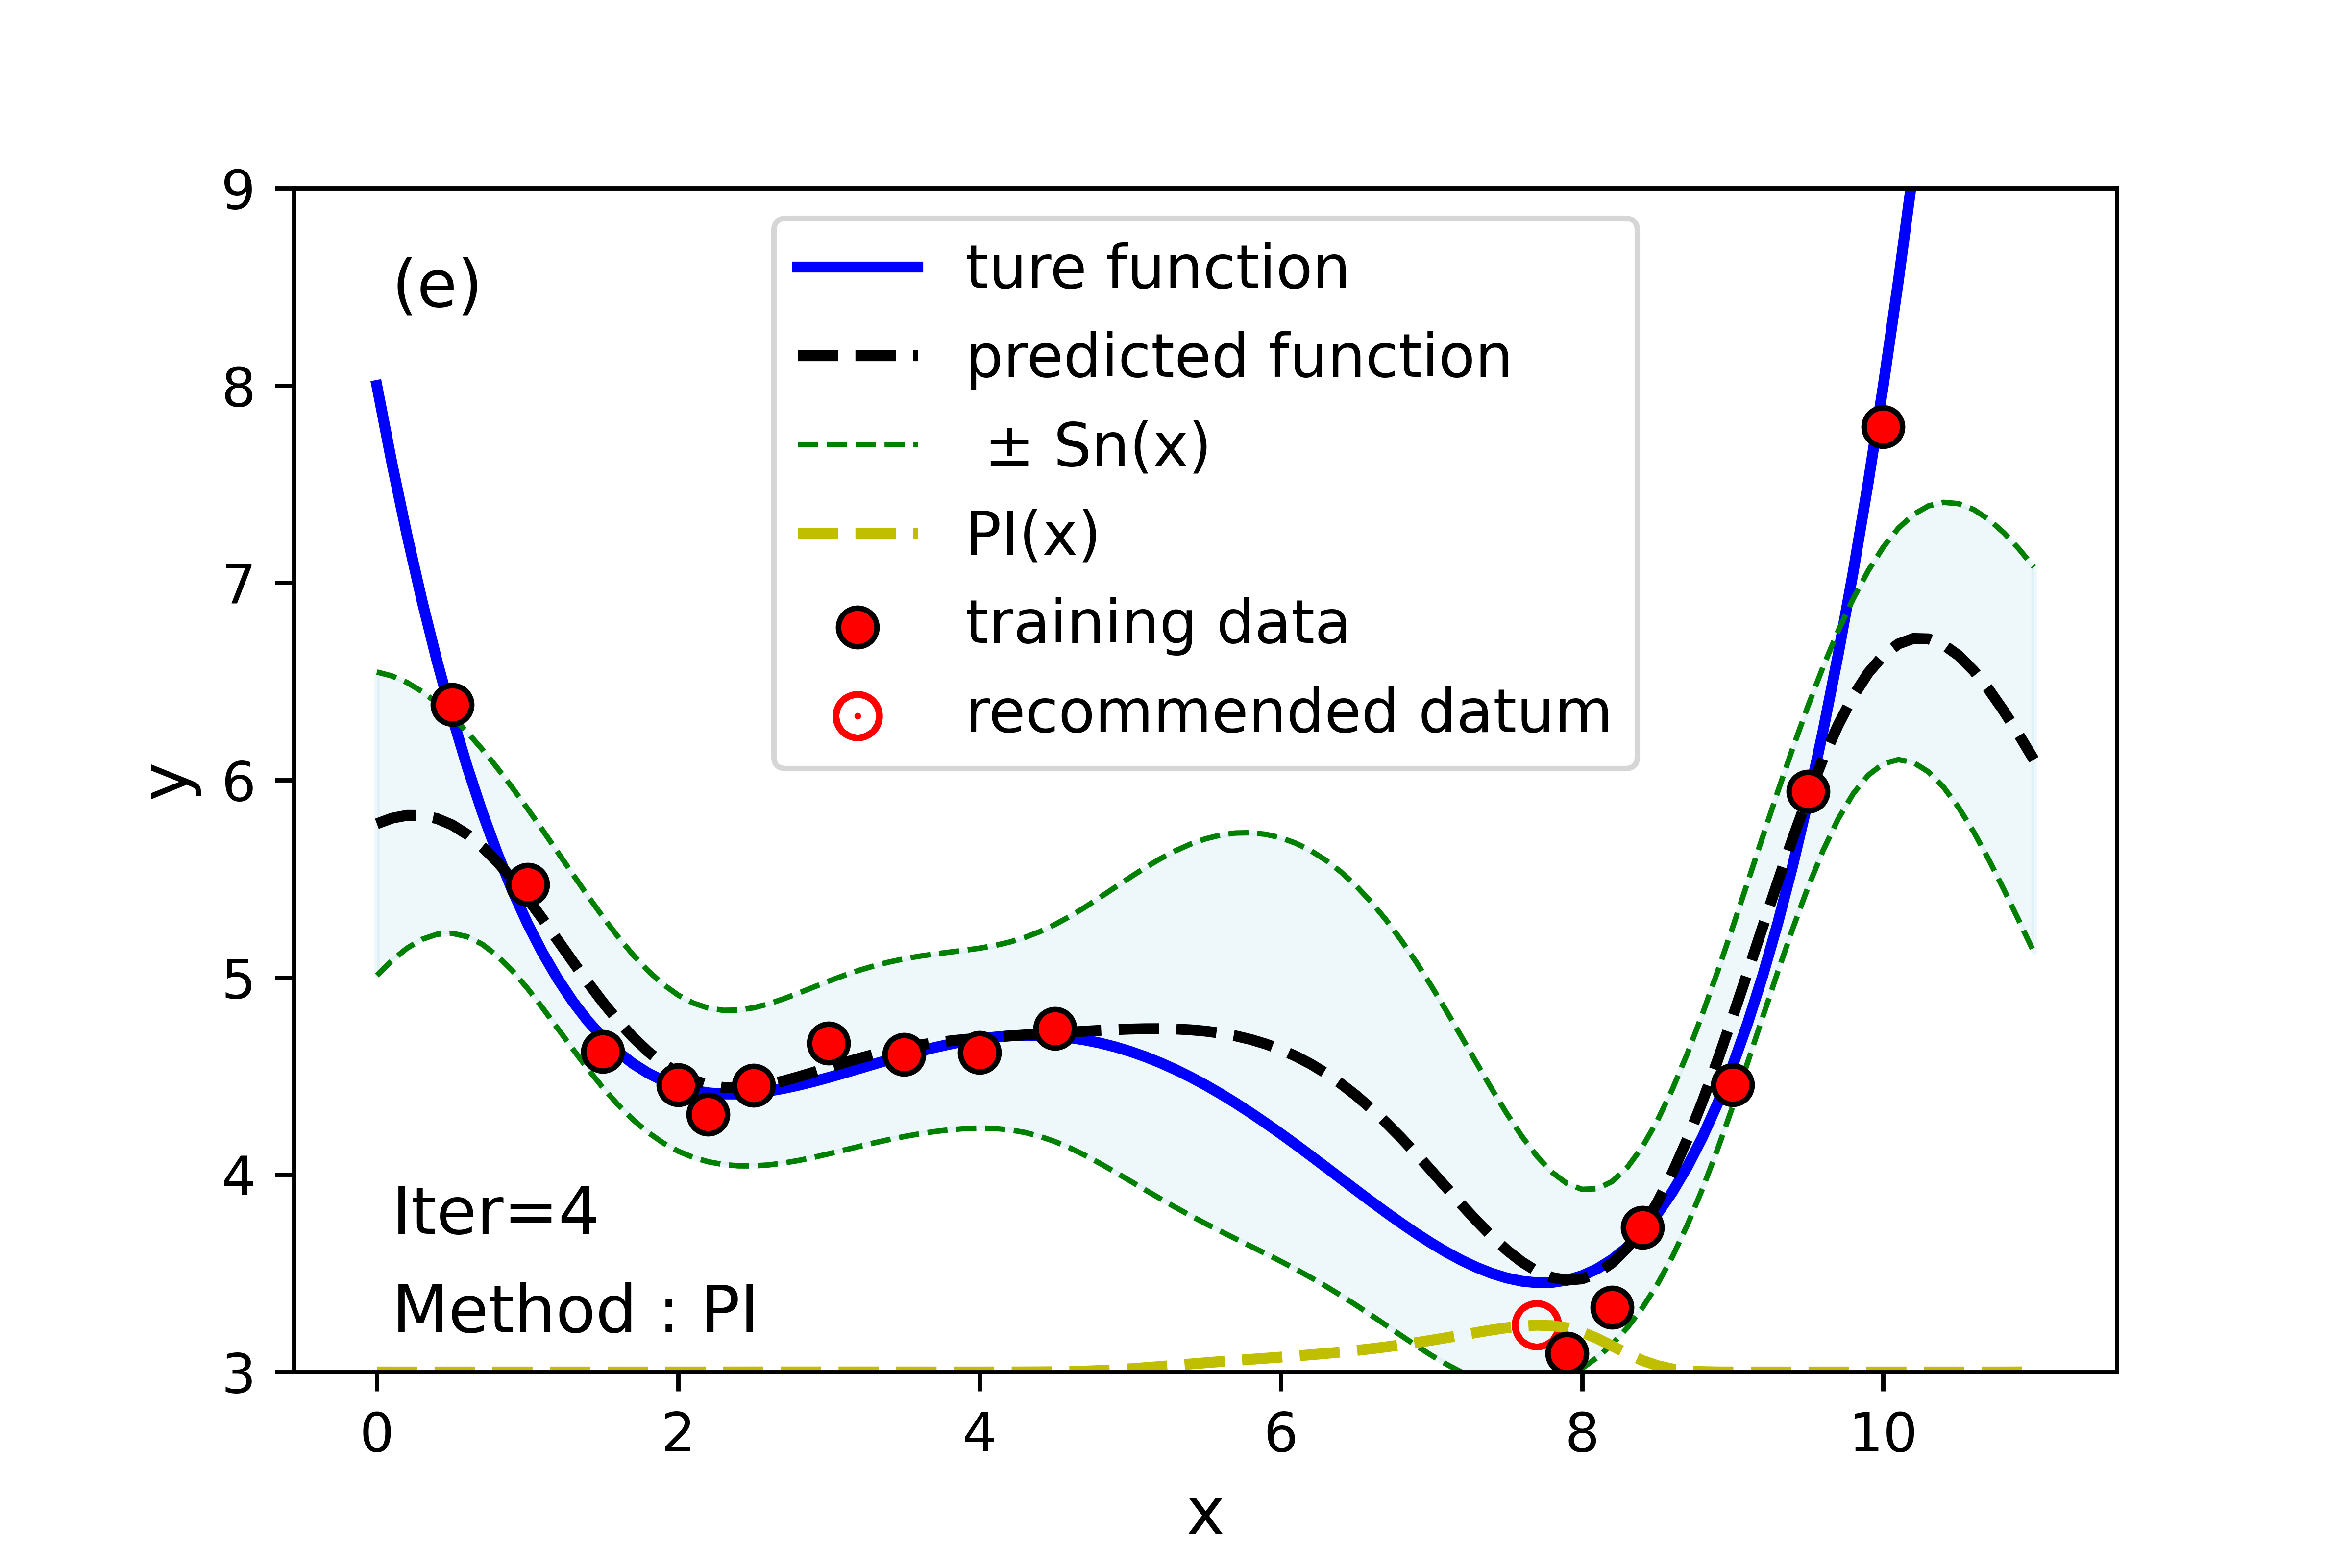 (e)
ture function
predicted function
± Sn(x)
PI(x)
training data
recommended datum
Iter=4
Method : PI
y
9
8
7
6
5
4
3
0 2 4 6 8 10
x